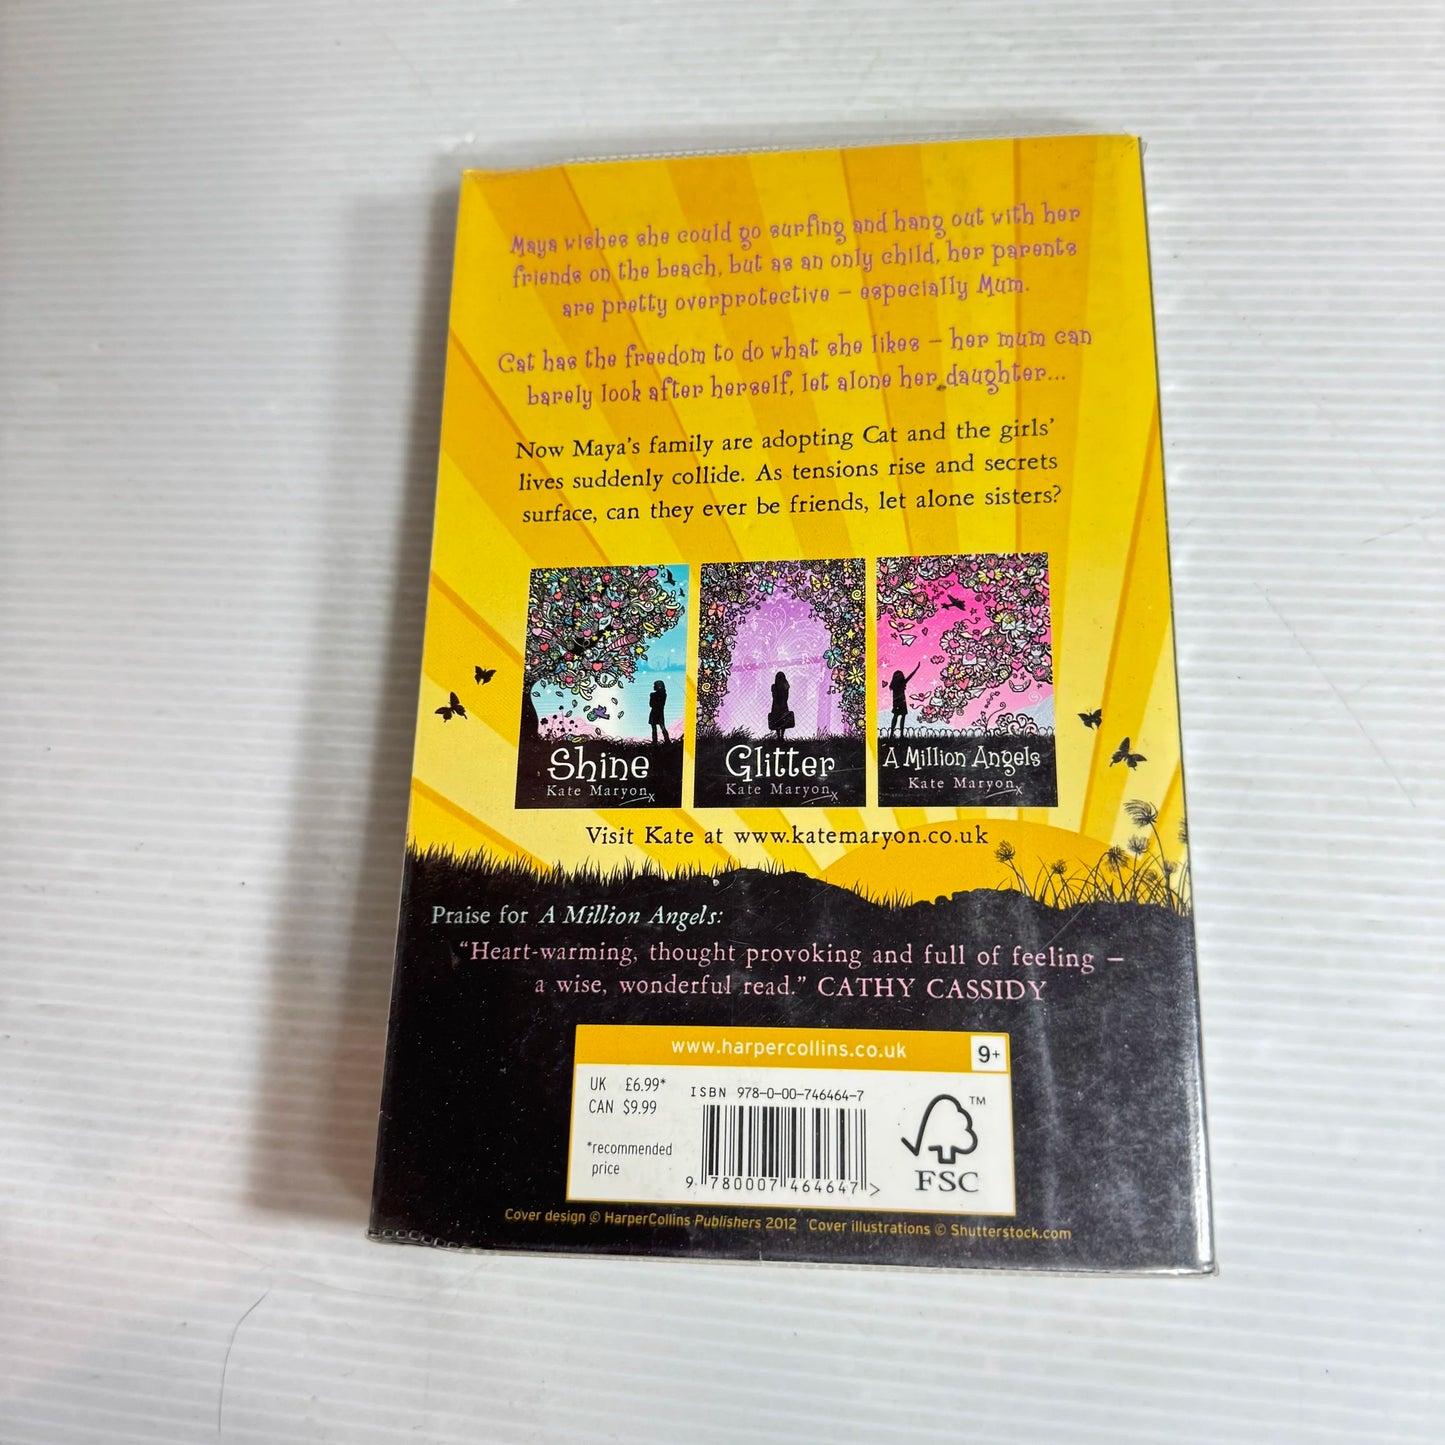 Maya wishes she could go surfing and hang out with her
friends on the beach, but as an only child, her parents
are pretty overprotective – especially Mum.
Cat has the freedom to do what she likes – her mum can
barely look after herself, let alone her daughter...
Now Maya's family are adopting Cat and the girls'
lives suddenly collide. As tensions rise and secrets
surface, can they ever be friends, let alone sisters?
Shine
Kate Maryon x
Glitter
Kate Maryon x
A Million Angels
Kate Maryon x
Visit Kate at www.katemaryon.co.uk
Praise for A Million Angels:
“Heart-warming, thought provoking and full of feeling –
a wise, wonderful read.” CATHY CASSIDY
www.harpercollins.co.uk
9+
UK £6.99*
CAN $9.99
*recommended
price
ISBN 978-0-00-746464-7
9 780007 464647 >
FSC
TM
Cover design © HarperCollins Publishers 2012 Cover illustrations © Shutterstock.com